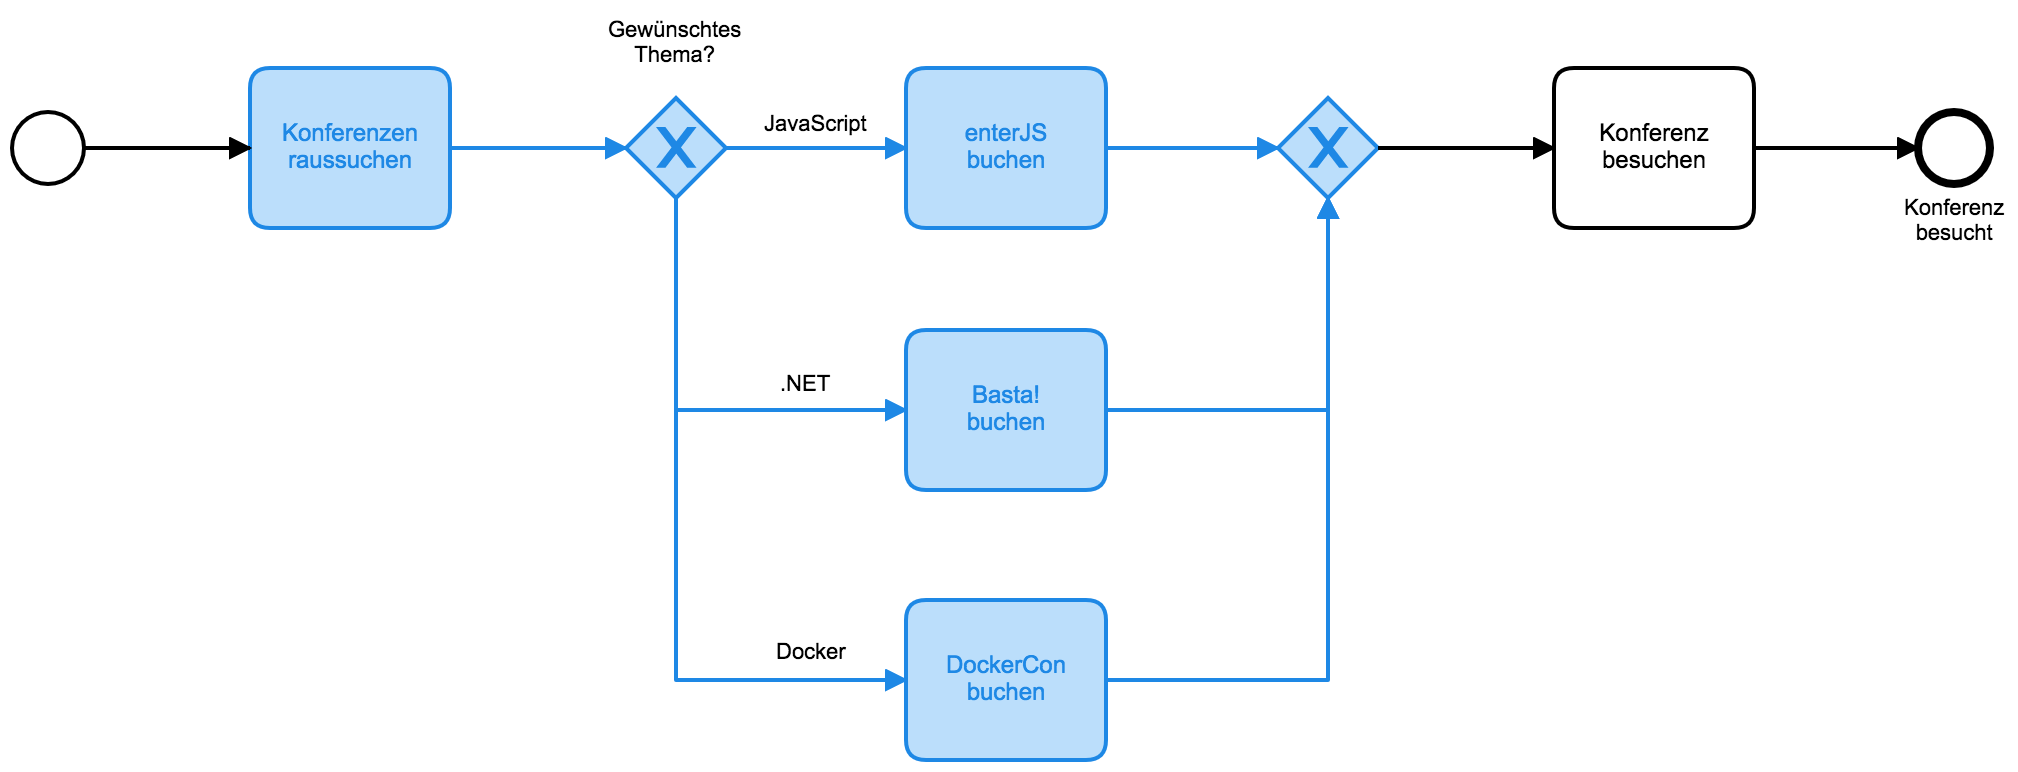 Gewünschtes
Thema?
Konferenzen
raussuchen
X
JavaScript
enterJS
buchen
X
Konferenz
besuchen
Konferenz
besucht
.NET
Basta!
buchen
Docker
DockerCon
buchen